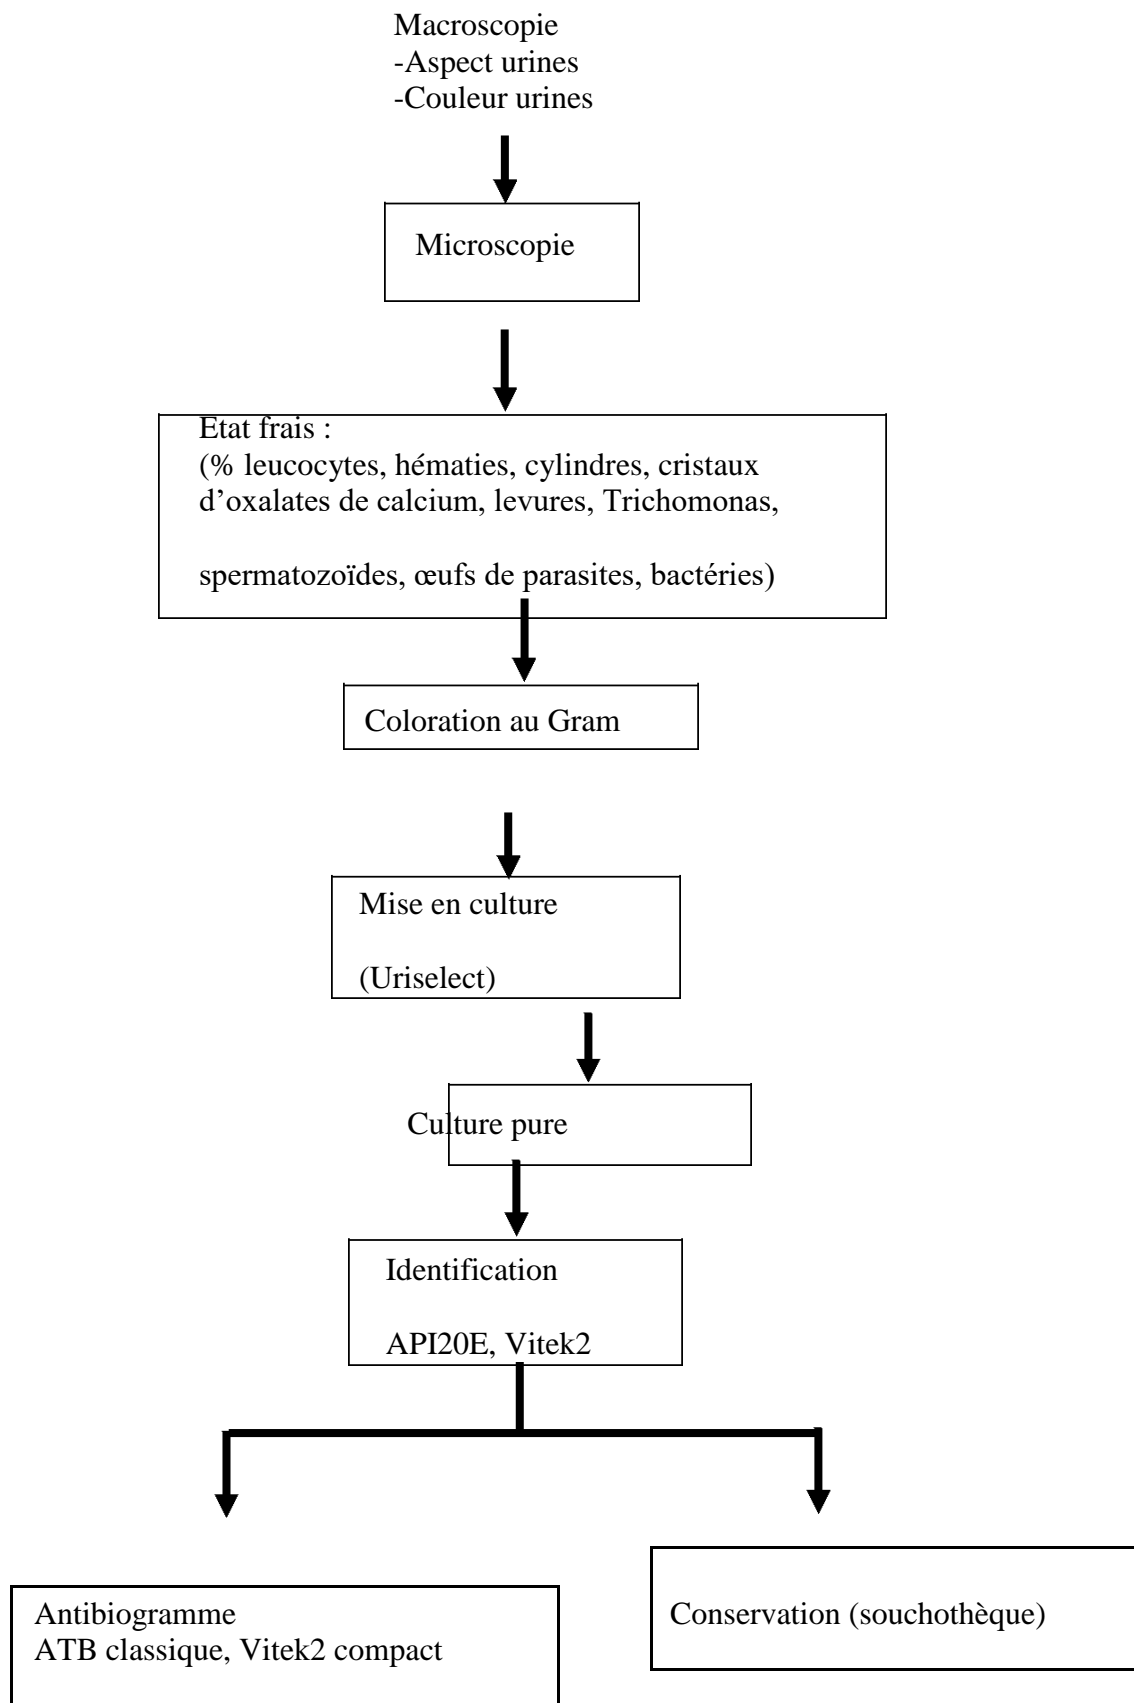 Macroscopie
-Aspect urines
-Couleur urines
Microscopie
Etat frais :
(% leucocytes, hématies, cylindres, cristaux
d’oxalates de calcium, levures, Trichomonas,
spermatozoïdes, œufs de parasites, bactéries)
Coloration au Gram
Mise en culture
(Uriselect)
Culture pure
Identification
API20E, Vitek2
Antibiogramme
ATB classique, Vitek2 compact
Conservation (souchothèque)